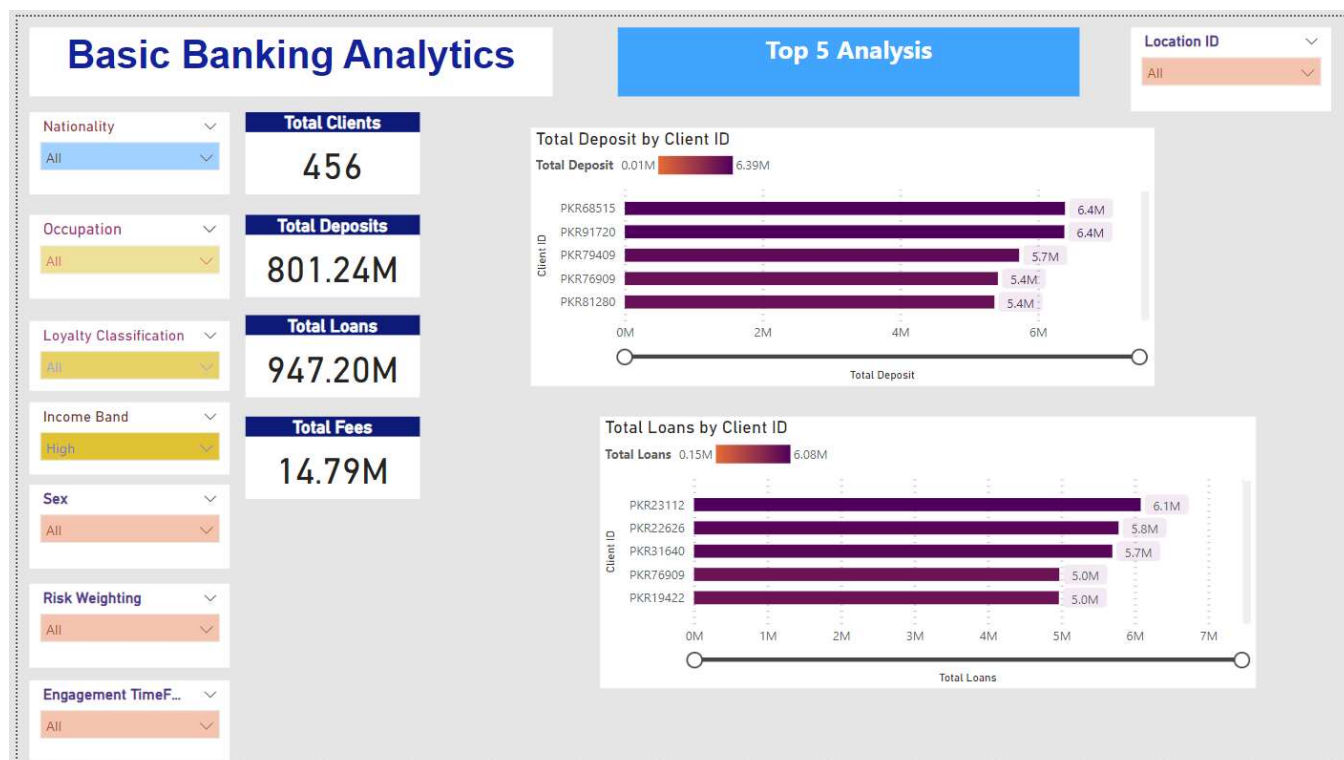 Basic Banking Analytics
Top 5 Analysis
Location ID
All
Nationality
All
Occupation
All
Loyalty Classification
All
Income Band
High
Sex
All
Risk Weighting
All
Engagement TimeF...
All
Total Clients
456
Total Deposits
801.24M
Total Loans
947.20M
Total Fees
14.79M
Total Deposit by Client ID
Total Deposit 0.01M 6.39M
Client ID
PKR68515 6.4M
PKR91720 6.4M
PKR79409 5.7M
PKR76909 5.4M
PKR81280 5.4M
0M 2M 4M 6M
Total Deposit
Total Loans by Client ID
Total Loans 0.15M 6.08M
Client ID
PKR23112 6.1M
PKR22626 5.8M
PKR31640 5.7M
PKR76909 5.0M
PKR19422 5.0M
0M 1M 2M 3M 4M 5M 6M 7M
Total Loans